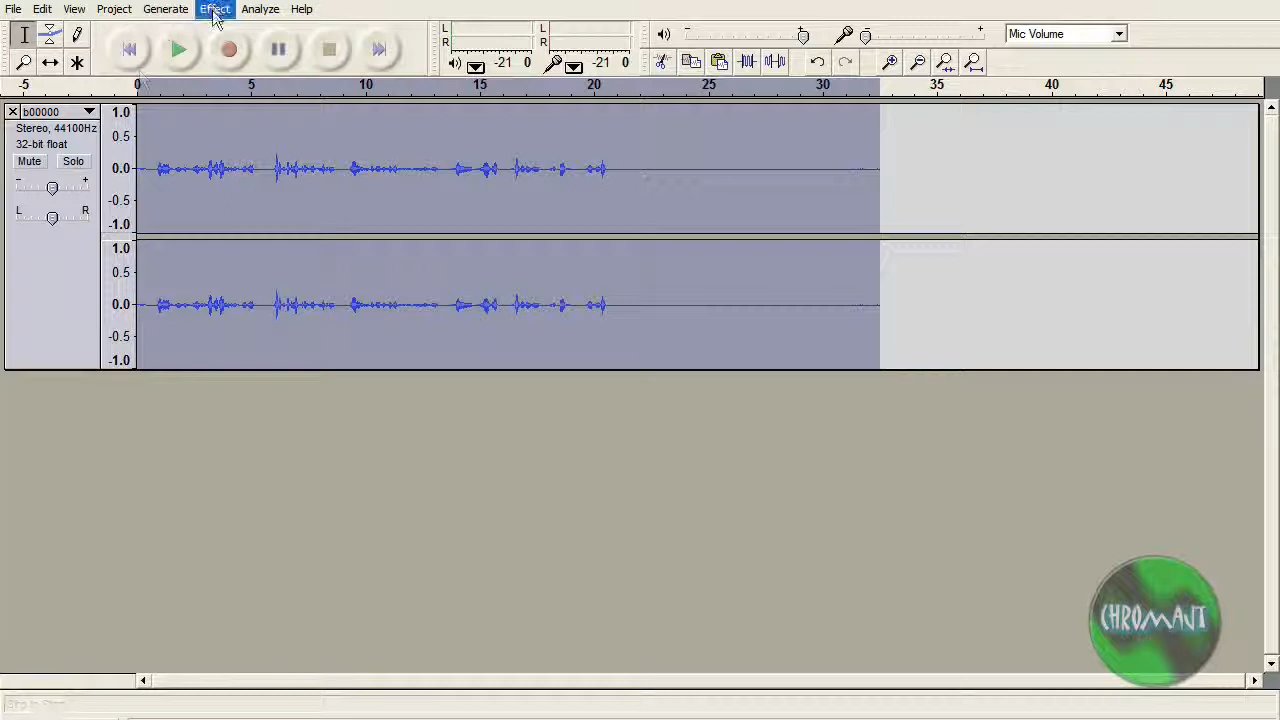 File Edit View Project Generate Effect Analyze Help
L
R
L
R
-21 0
-21 0
Mic Volume
-5 0 5 10 15 20 25 30 35 40 45
b00000
Stereo, 44100Hz
32-bit float
Mute Solo
- +
L R
1.0
0.5
0.0
-0.5
-1.0
1.0
0.5
0.0
-0.5
-1.0
CHROMAJT